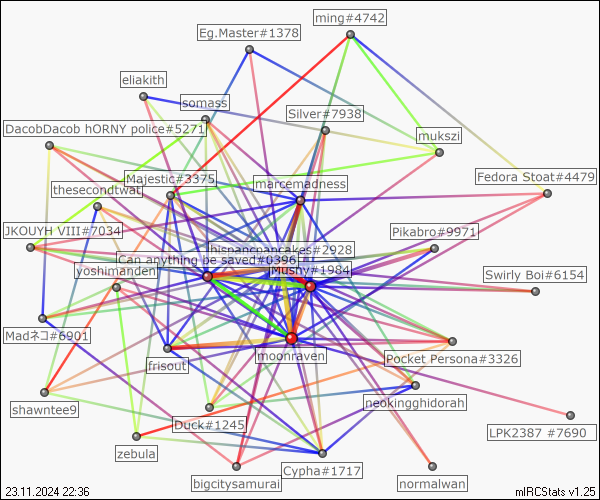 ming#4742
Eg.Master#1378
eliakith
somass
Silver#7938
DacobDacob hORNY police#5271
mukszi
Fedora Stoat#4479
Majestic#3375
marcemadness
thesecondtwat
JKOUYH VIII#7034
Pikabro#9971
hispancpancakes#2928
Can anything be saved#0396
Mushy#1984
yoshimanden
Swirly Boi#6154
Madネコ#6901
moonraven
frisout
Pocket Persona#3326
shawntee9
neokingghidorah
Duck#1245
LPK2387 #7690
zebula
Cypha#1717
bigcitysamurai
normalwan
23.11.2024 22:36
mIRCStats v1.25